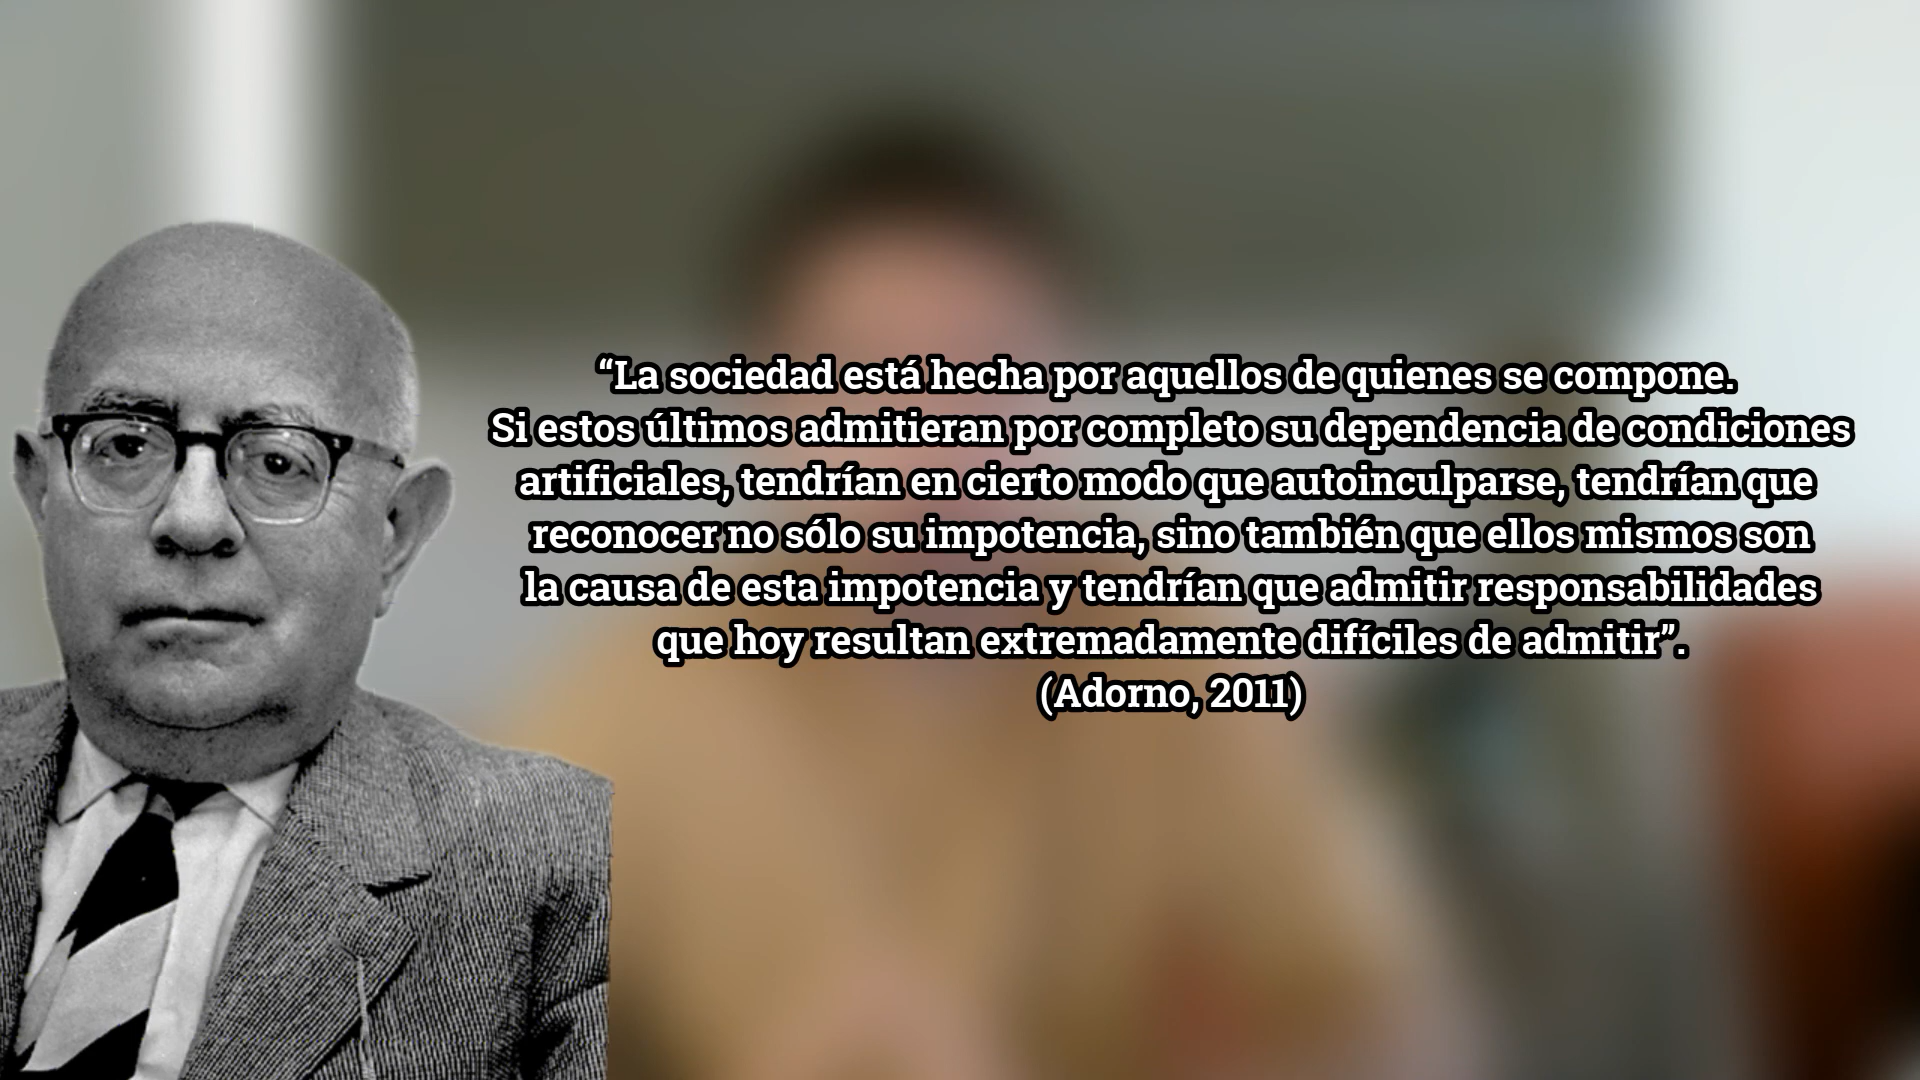 “La sociedad está hecha por aquellos de quienes se compone.
Si estos últimos admitieran por completo su dependencia de condiciones
artificiales, tendrían en cierto modo que autoinculparse, tendrían que
reconocer no sólo su impotencia, sino también que ellos mismos son
la causa de esta impotencia y tendrían que admitir responsabilidades
que hoy resultan extremadamente difíciles de admitir”.
(Adorno, 2011)